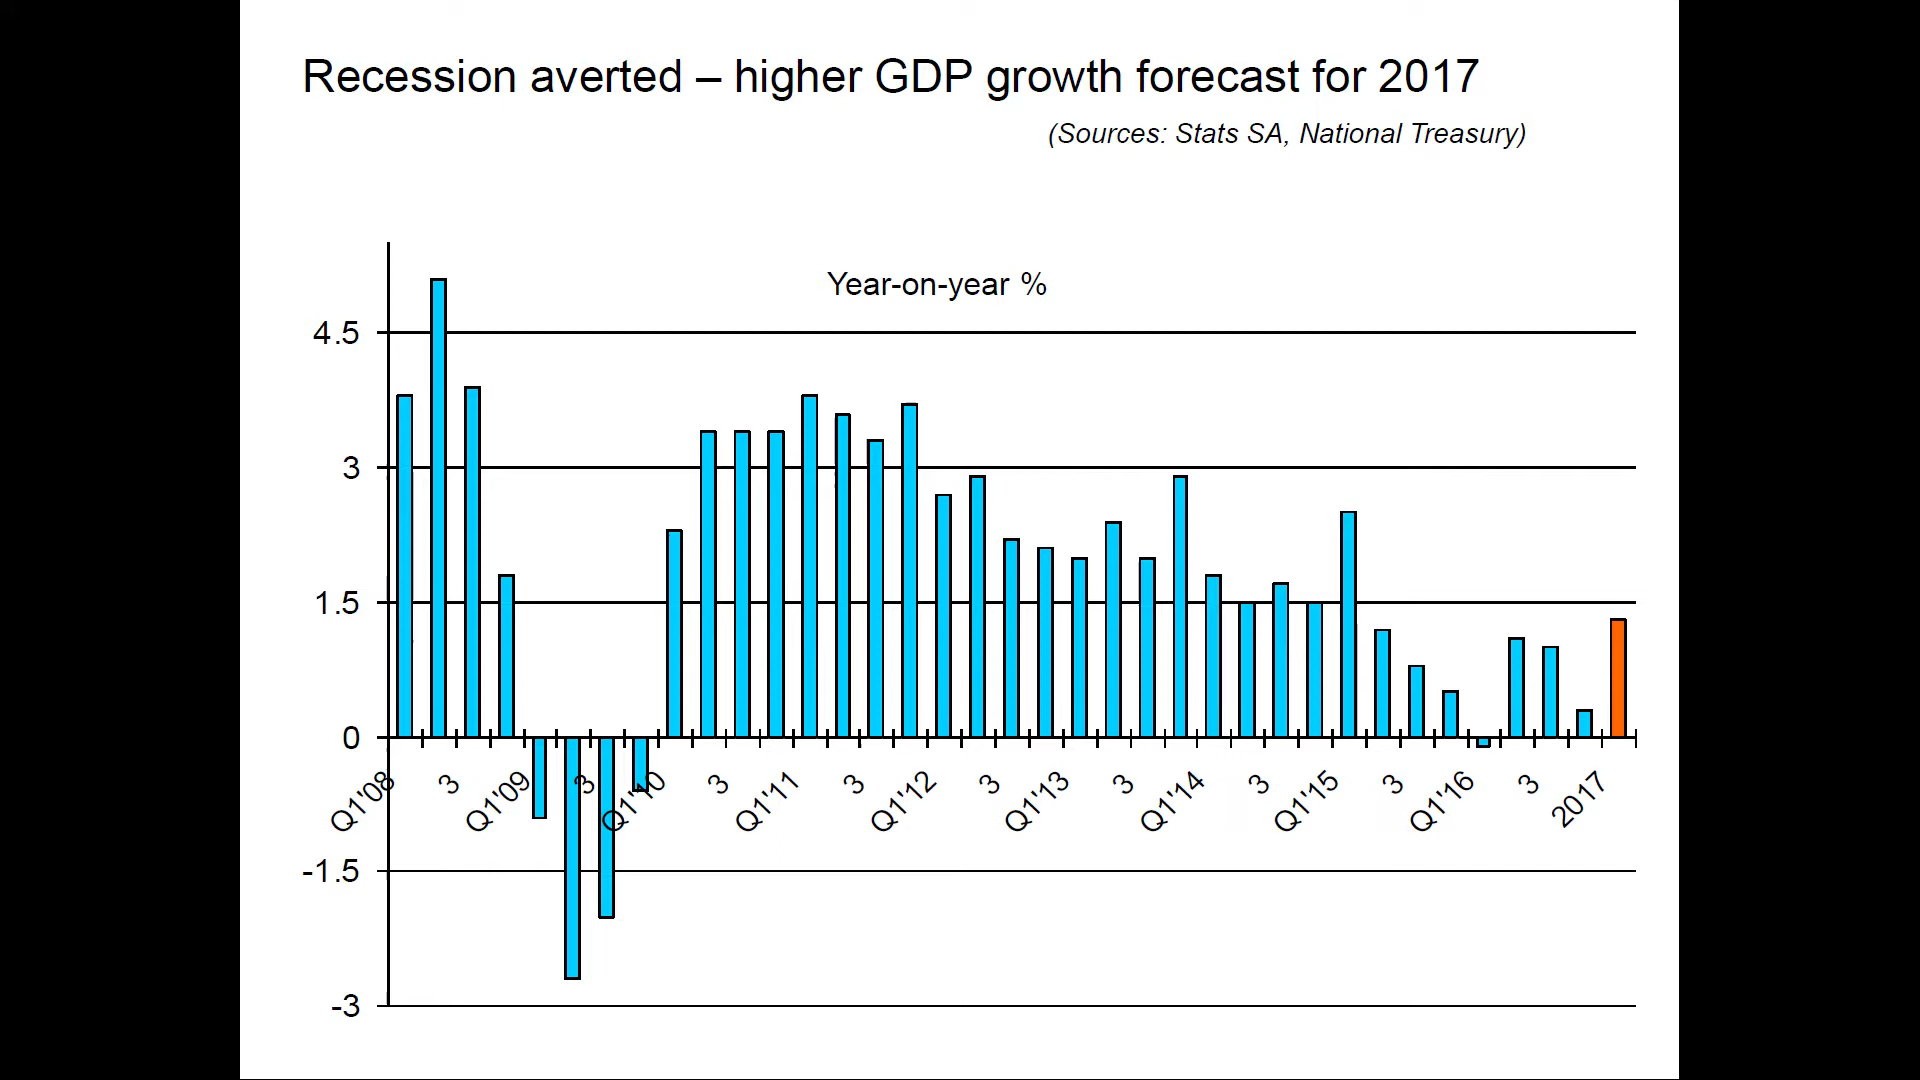 Recession averted – higher GDP growth forecast for 2017
(Sources: Stats SA, National Treasury)
Year-on-year %
4.5
3
1.5
0
-1.5
-3
Q1'08
3
Q1'09
3
Q1'10
3
Q1'11
3
Q1'12
3
Q1'13
3
Q1'14
3
Q1'15
3
Q1'16
3
2017